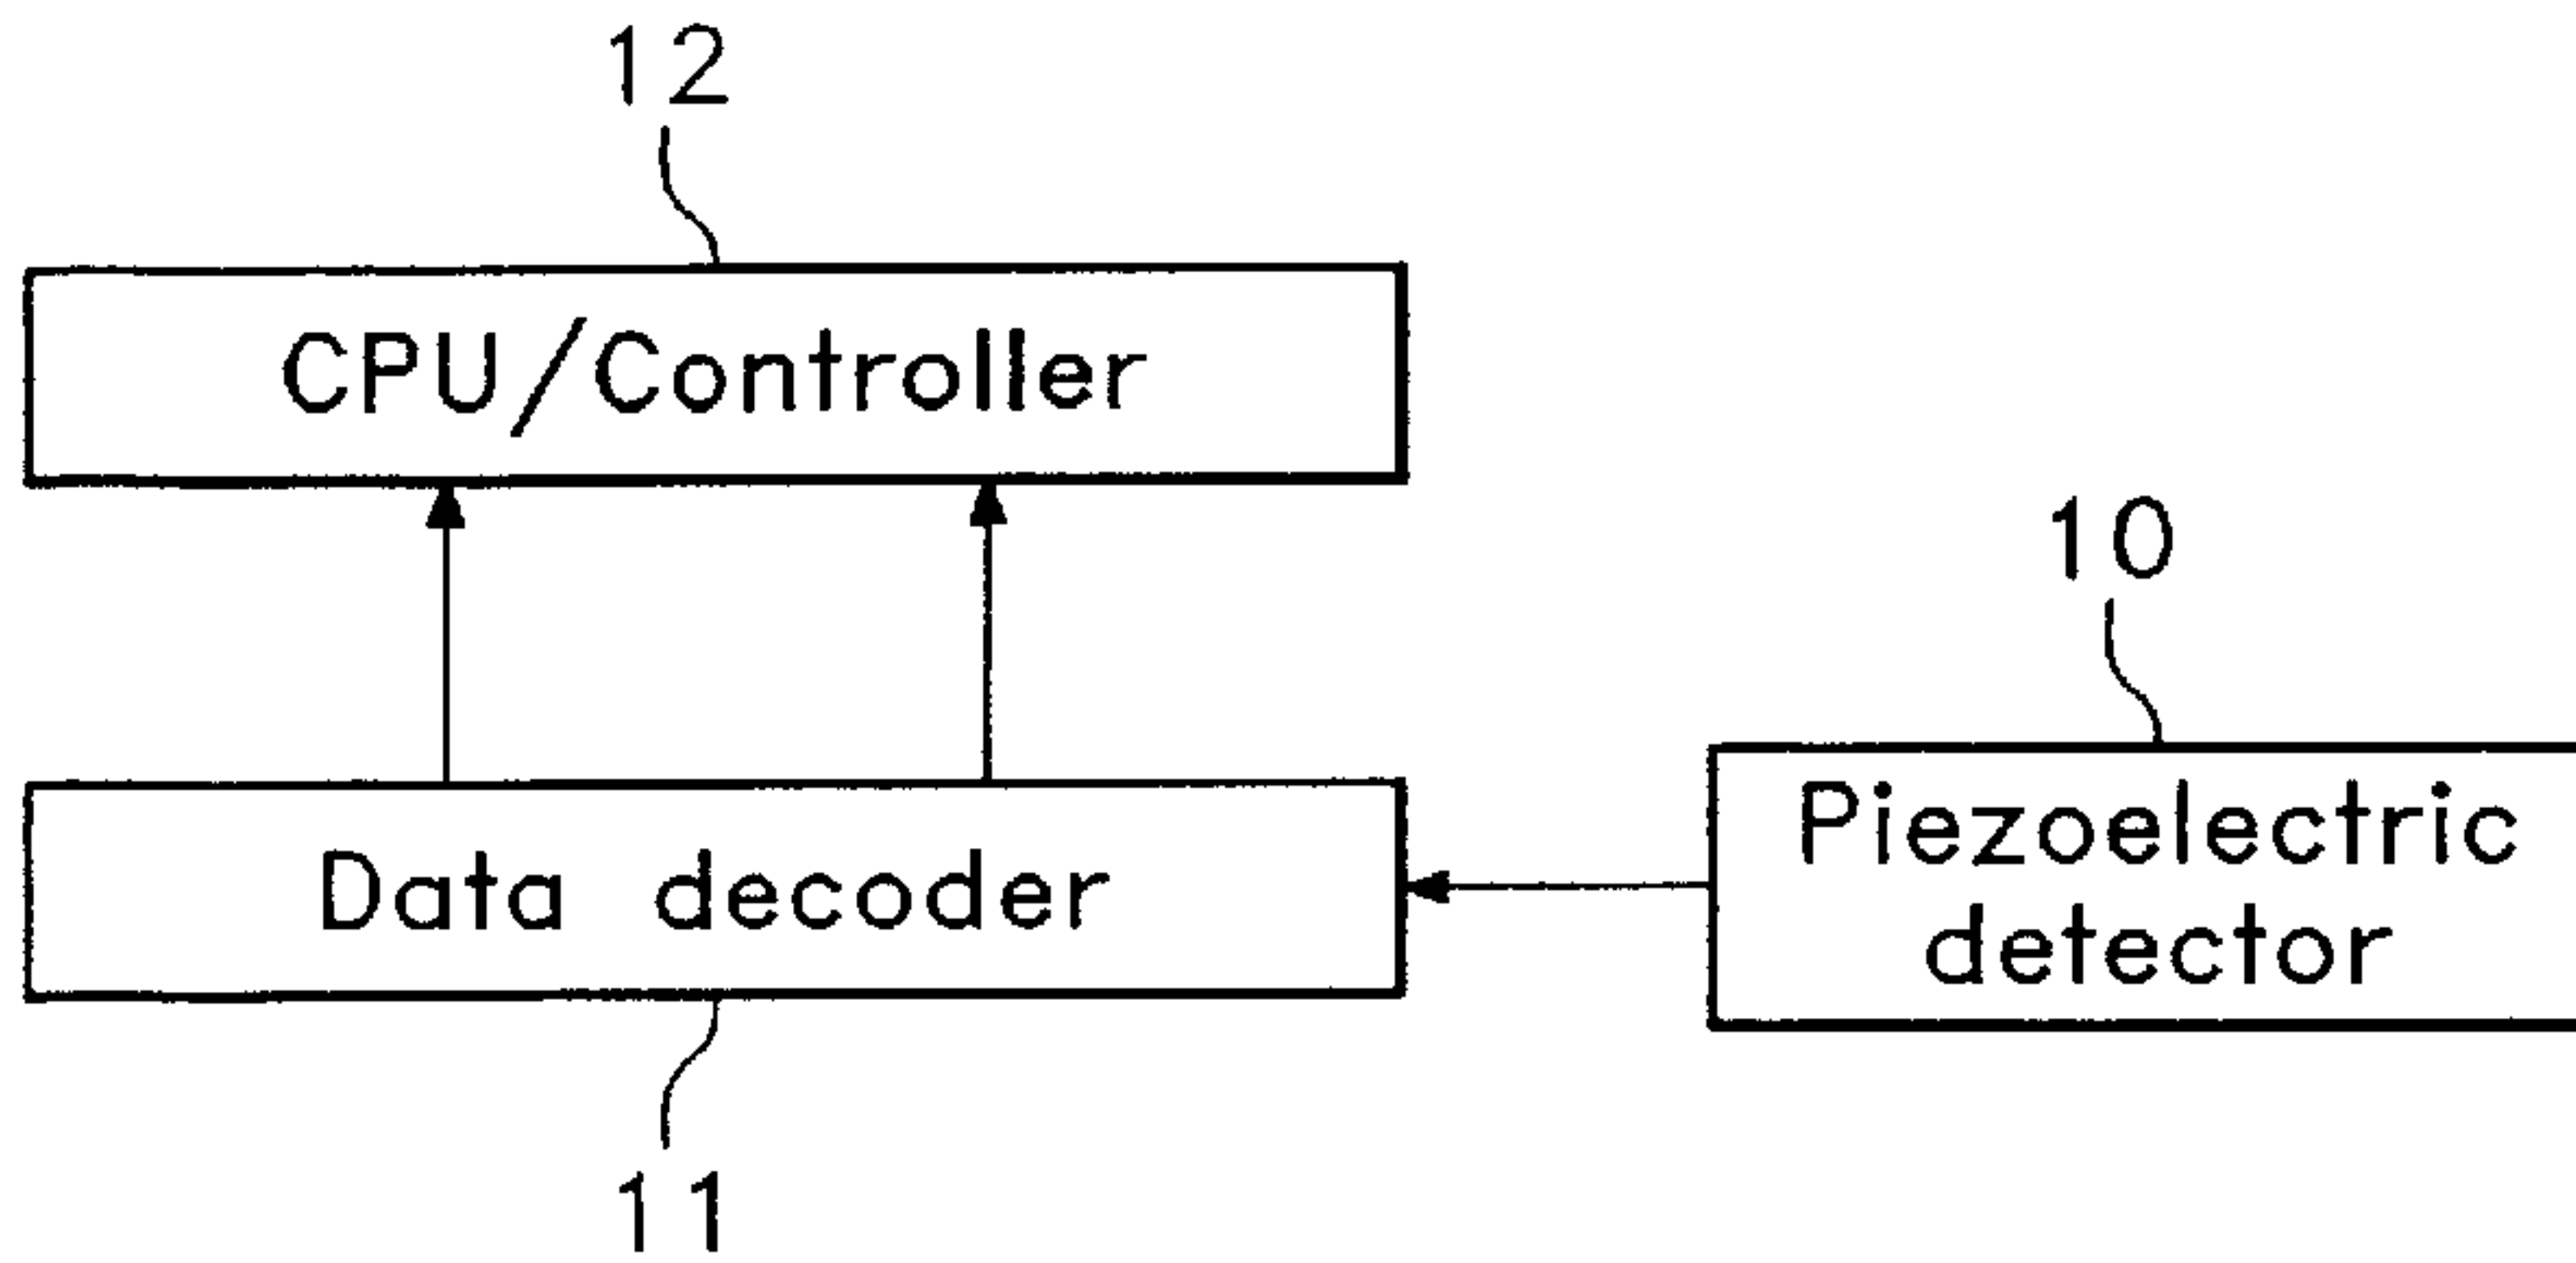 12
CPU/Controller
10
Piezoelectric
detector
Data decoder
11